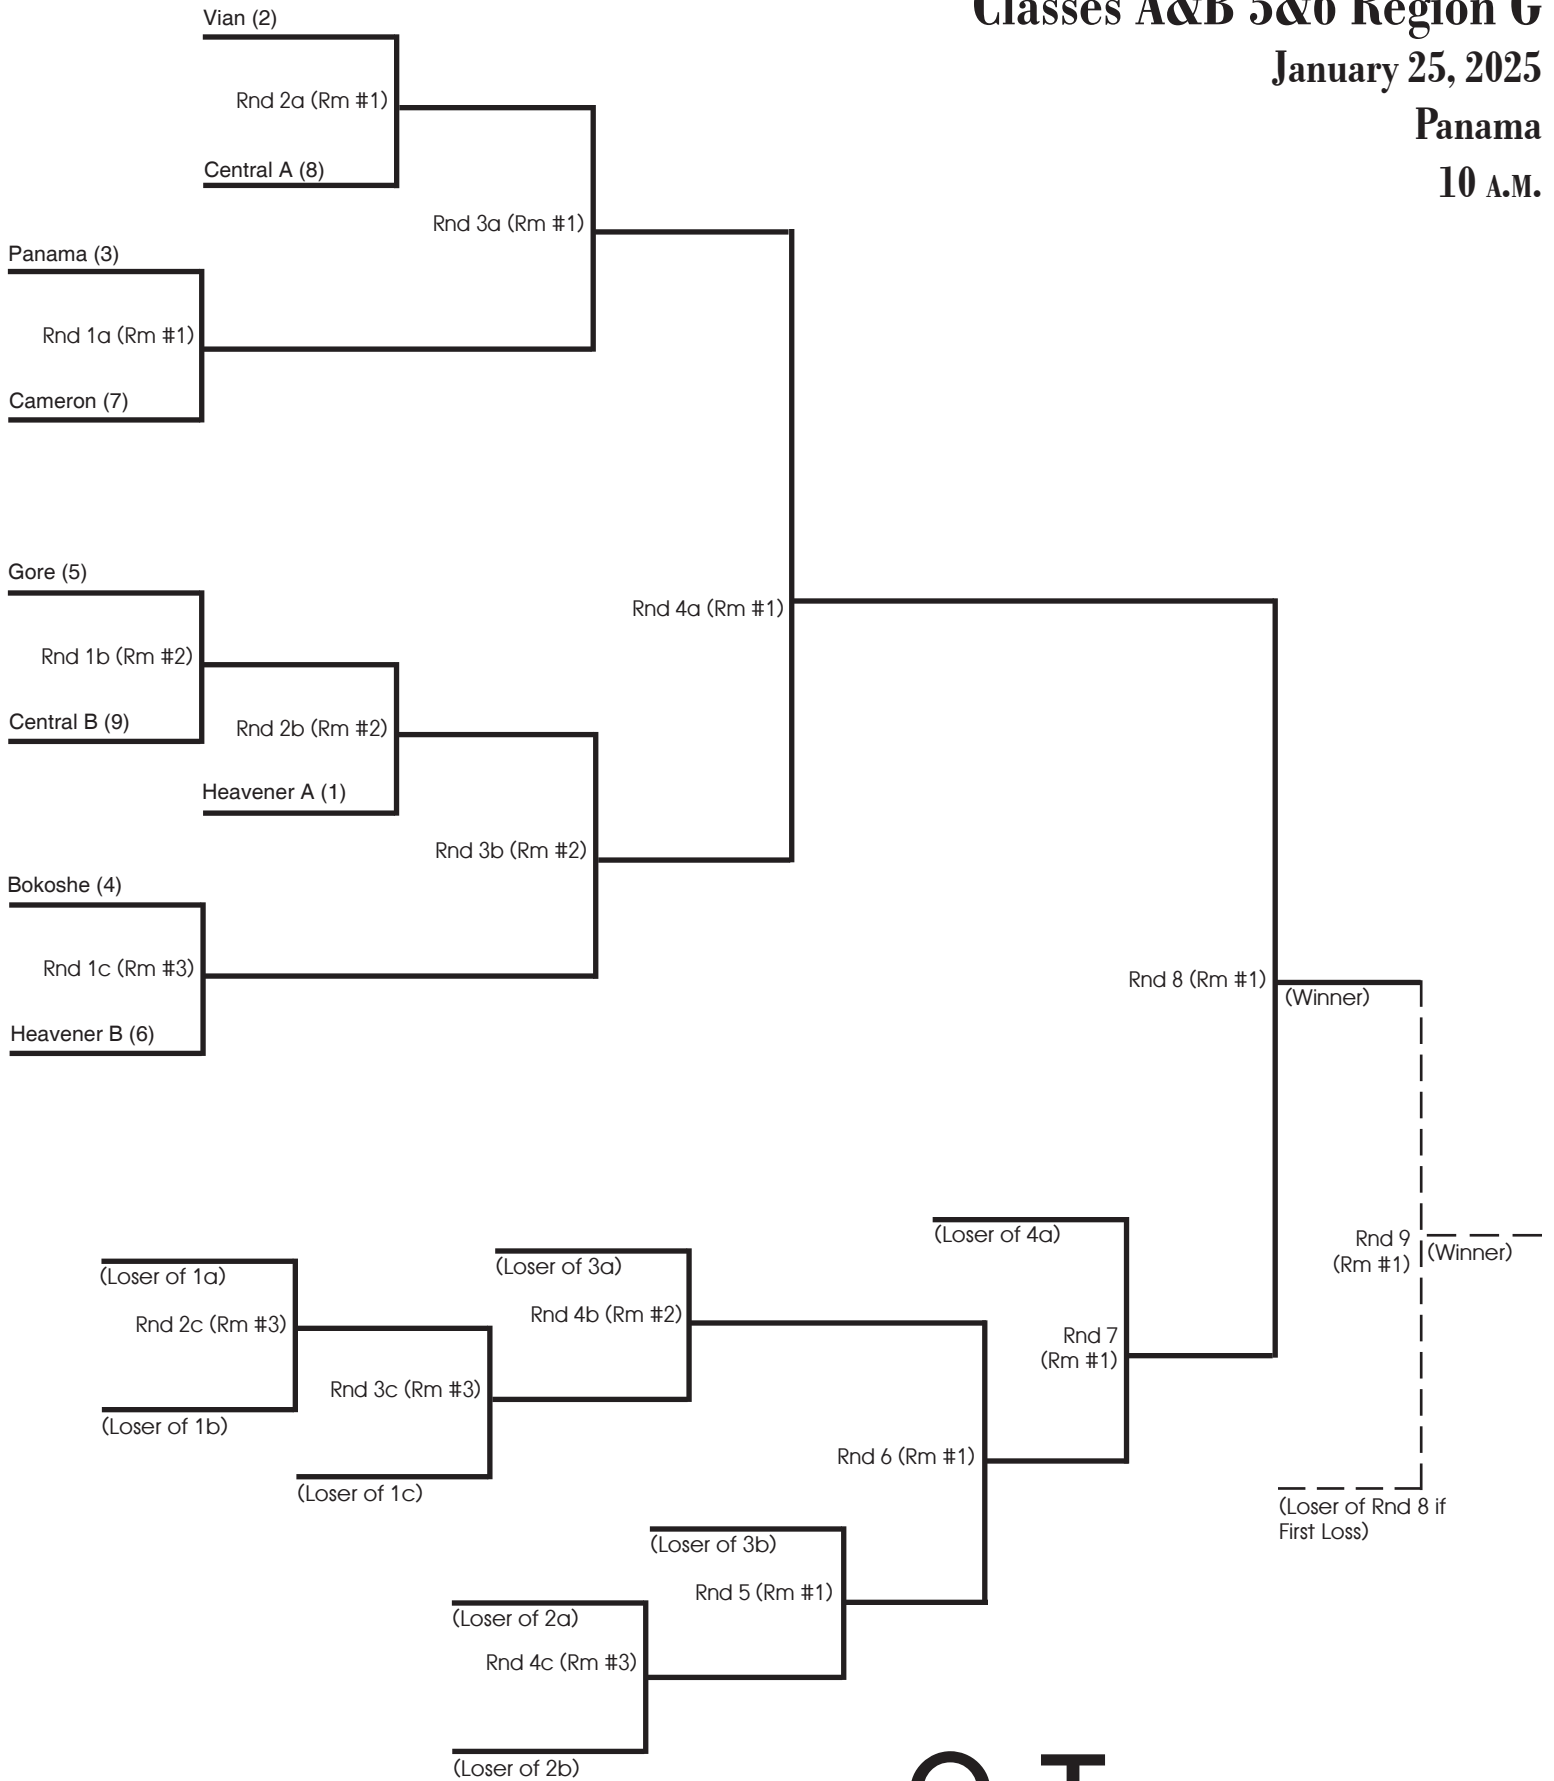 Classes A&B 5&6 Region G
January 25, 2025
Panama
10 A.M.
Vian (2)
Rnd 2a (Rm #1)
Central A (8)
Rnd 3a (Rm #1)
Panama (3)
Rnd 1a (Rm #1)
Cameron (7)
Gore (5)
Rnd 4a (Rm #1)
Rnd 1b (Rm #2)
Central B (9)
Rnd 2b (Rm #2)
Heavener A (1)
Rnd 3b (Rm #2)
Bokoshe (4)
Rnd 1c (Rm #3)
Heavener B (6)
Rnd 8 (Rm #1)
(Winner)
(Loser of 4a)
Rnd 9
(Rm #1)
(Winner)
(Loser of 1a)
(Loser of 3a)
Rnd 2c (Rm #3)
Rnd 4b (Rm #2)
Rnd 7
(Rm #1)
Rnd 3c (Rm #3)
(Loser of 1b)
Rnd 6 (Rm #1)
(Loser of 1c)
(Loser of Rnd 8 if
First Loss)
(Loser of 3b)
Rnd 5 (Rm #1)
(Loser of 2a)
Rnd 4c (Rm #3)
(Loser of 2b)